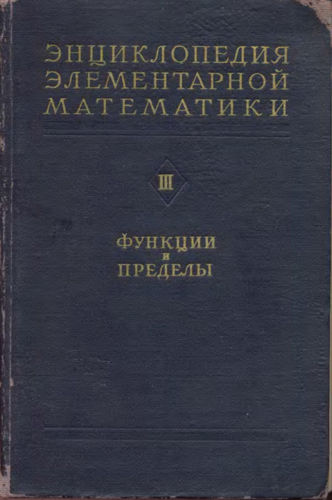 ЭНЦИКЛОПЕДИЯ
ЭЛЕМЕНТАРНОЙ
МАТЕМАТИКИ
III
ФУНКЦИИ
и
ПРЕДЕЛЫ